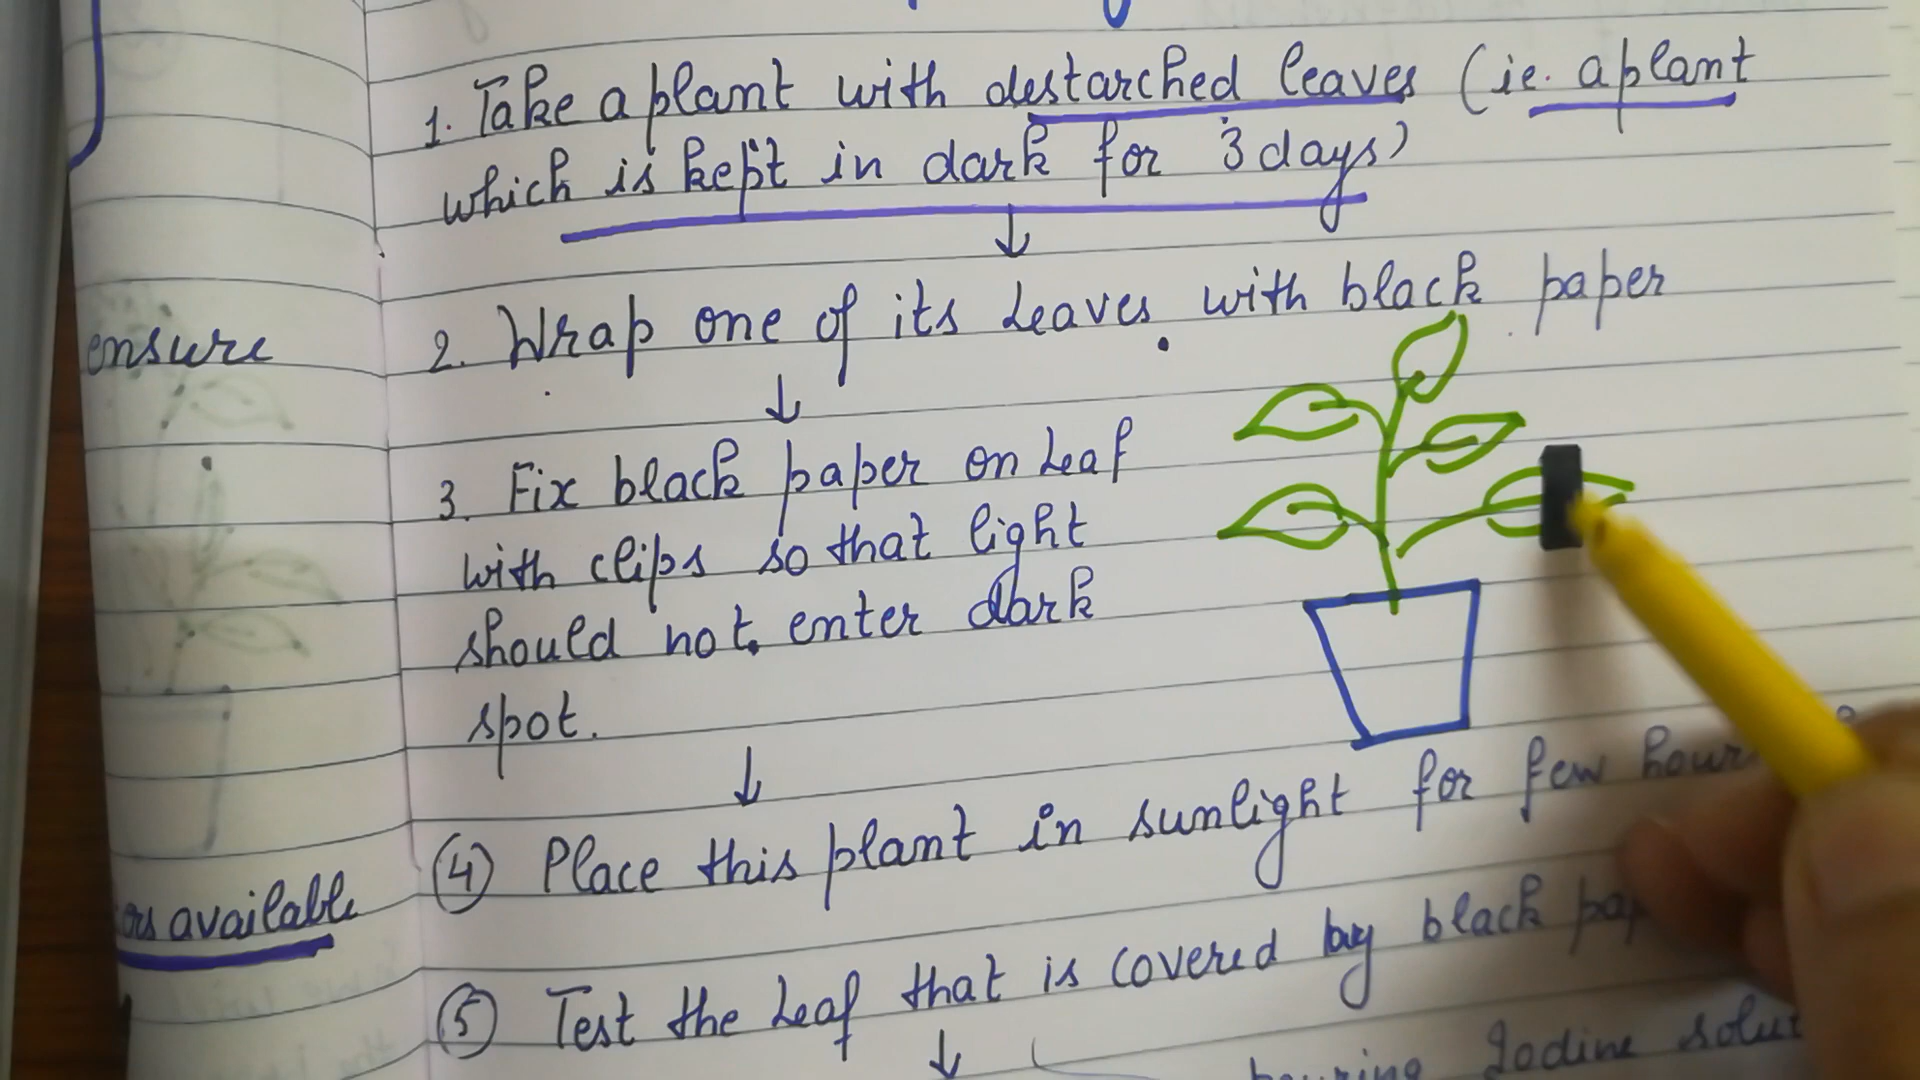 1. Take a plant with destarched leaves (ie. a plant
which is kept in dark for 3 days)
↓
2. Wrap one of its leaves with black paper
ensure
↓
3. Fix black paper on leaf
with clips so that light
should not enter dark
spot.
↓
(4) Place this plant in sunlight for few hour
available
(5) Test the leaf that is covered by black
↓
Iodine